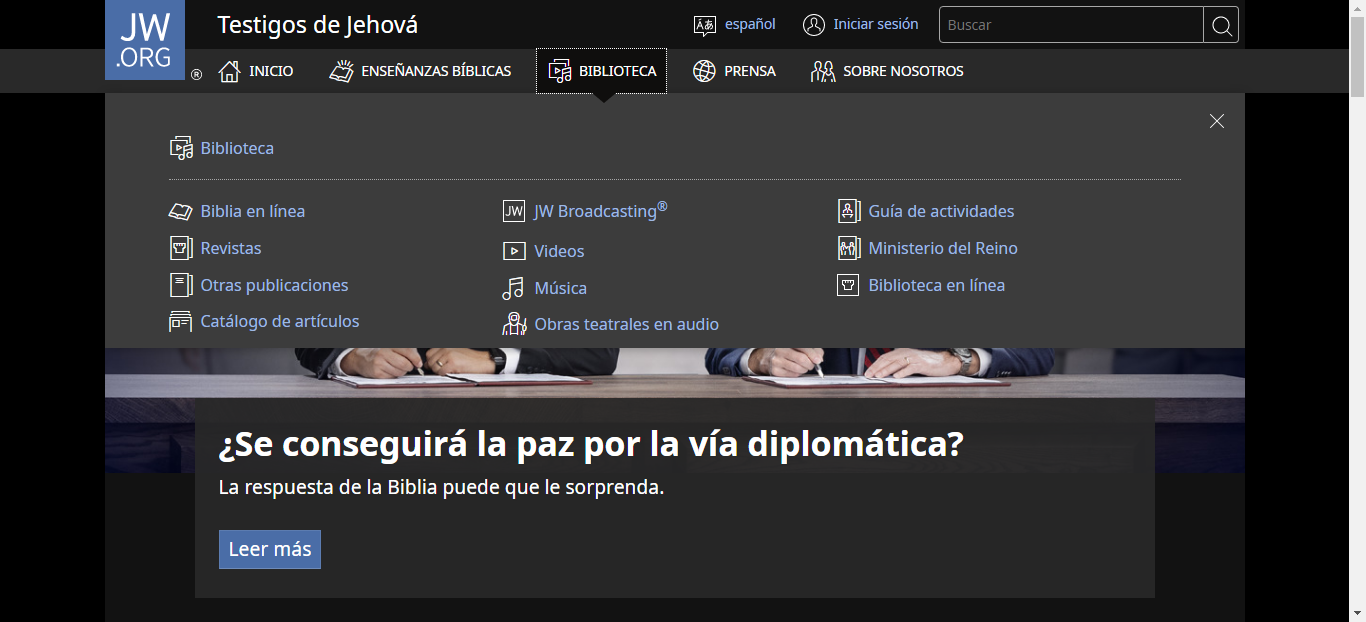 JW
.ORG
®
Testigos de Jehová
español
Iniciar sesión
Buscar
INICIO
ENSEÑANZAS BÍBLICAS
BIBLIOTECA
PRENSA
SOBRE NOSOTROS
Biblioteca
Biblia en línea
Revistas
Otras publicaciones
Catálogo de artículos
JW Broadcasting®
Videos
Música
Obras teatrales en audio
Guía de actividades
Ministerio del Reino
Biblioteca en línea
¿Se conseguirá la paz por la vía diplomática?
La respuesta de la Biblia puede que le sorprenda.
Leer más